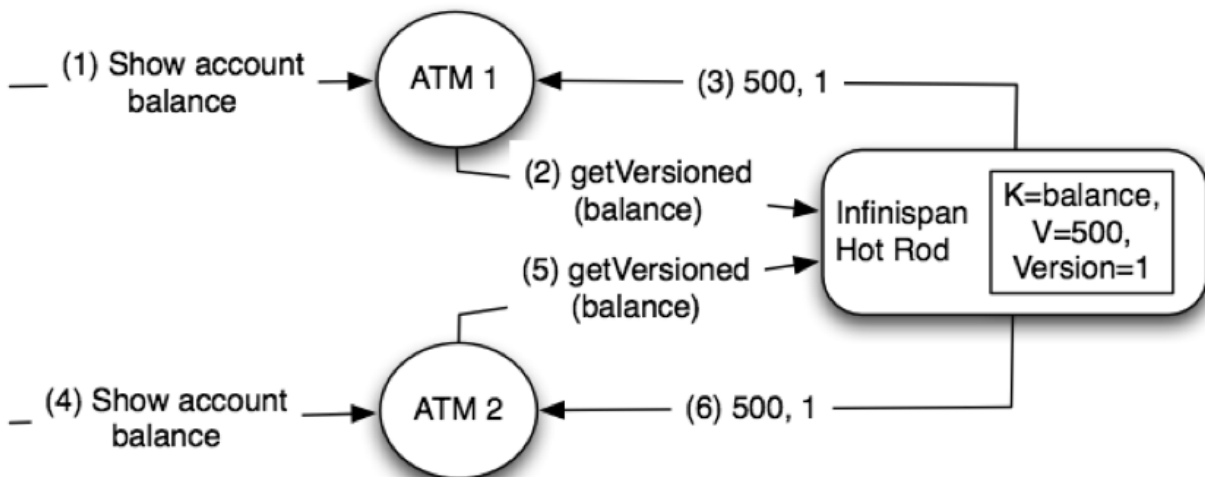 (1) Show account
balance
ATM 1
(3) 500, 1
(2) getVersioned
(balance)
Infinispan
Hot Rod
K=balance,
V=500,
Version=1
(5) getVersioned
(balance)
(4) Show account
balance
ATM 2
(6) 500, 1